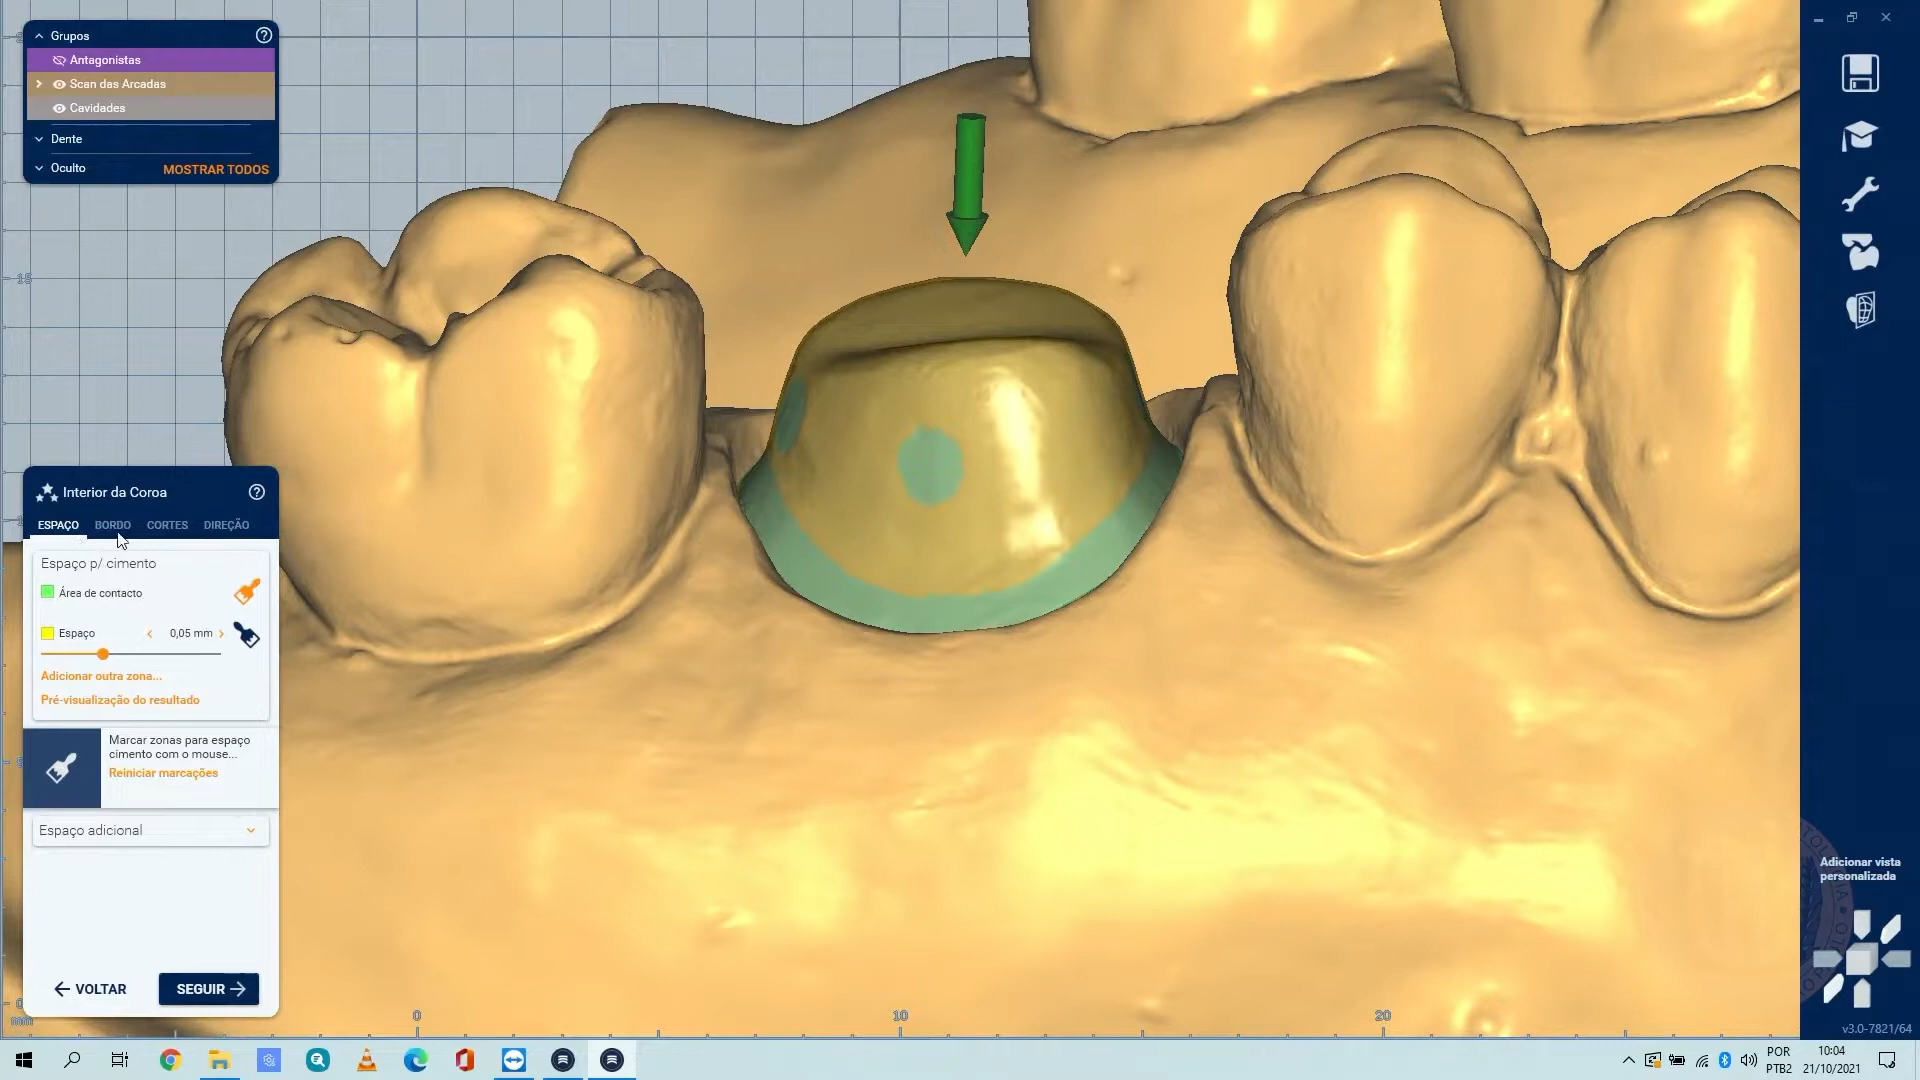 Grupos
Antagonistas
Scan das Arcadas
Cavidades
Dente
Oculto MOSTRAR TODOS
15
Interior da Coroa
ESPAÇO BORDO CORTES DIREÇÃO
Espaço p/ cimento
Área de contacto
Espaço 0,05 mm
Adicionar outra zona...
Pré-visualização do resultado
Marcar zonas para espaço
cimento com o mouse...
Reiniciar marcações
Espaço adicional
VOLTAR SEGUIR
Adicionar vista
personalizada
mm 0 10 20
v3.0-7821/64
POR
PTB2
10:04
21/10/2021